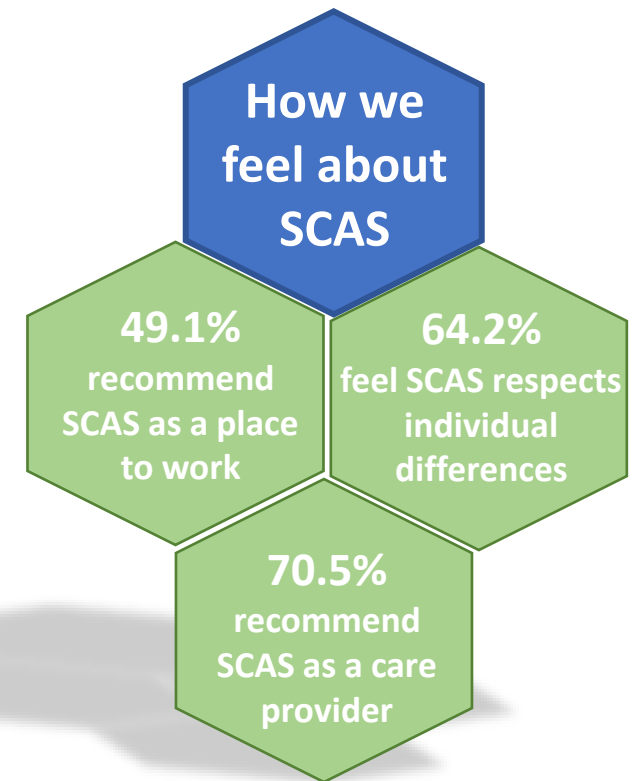 How we
feel about
SCAS
49.1%
recommend
SCAS as a place
to work
64.2%
feel SCAS respects
individual
differences
70.5%
recommend
SCAS as a care
provider